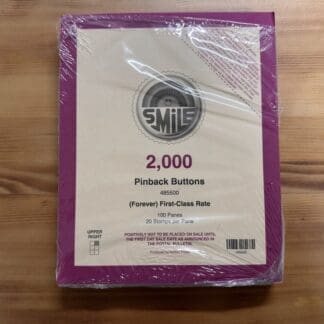 SMILE
2,000
Pinback Buttons
485500
(Forever) First-Class Rate
100 Panes
20 Stamps per Pane
UPPER
RIGHT
POSITIVELY NOT TO BE PLACED ON SALE UNTIL
THE FIRST DAY SALE DATE AS ANNOUNCED IN
THE POSTAL BULLETIN.